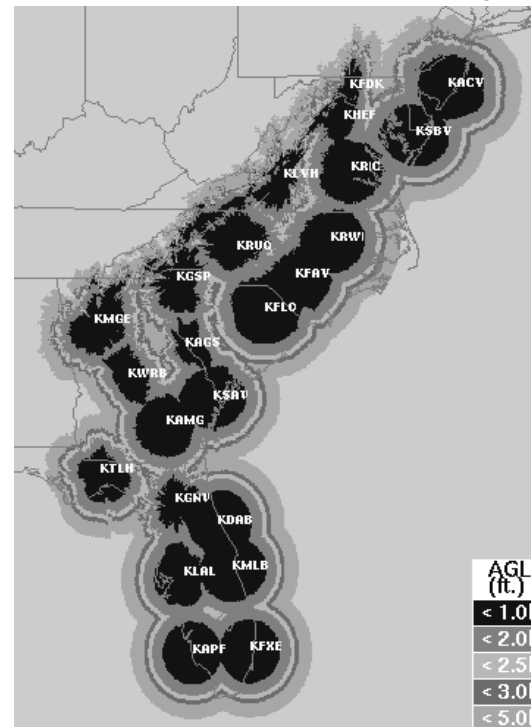 KFDK
KACV
KHEF
KSBV
KLVH
KRIC
KRUQ
KRWI
KGSP
KFAV
KFLO
KMGE
KAGS
KWRB
KSAV
KAMG
KTLH
KGNV
KDAB
KLAL
KMLB
KAPF
KFXE
AGL
(ft.)
< 1.0
< 2.0
< 2.5
< 3.0
< 5.0